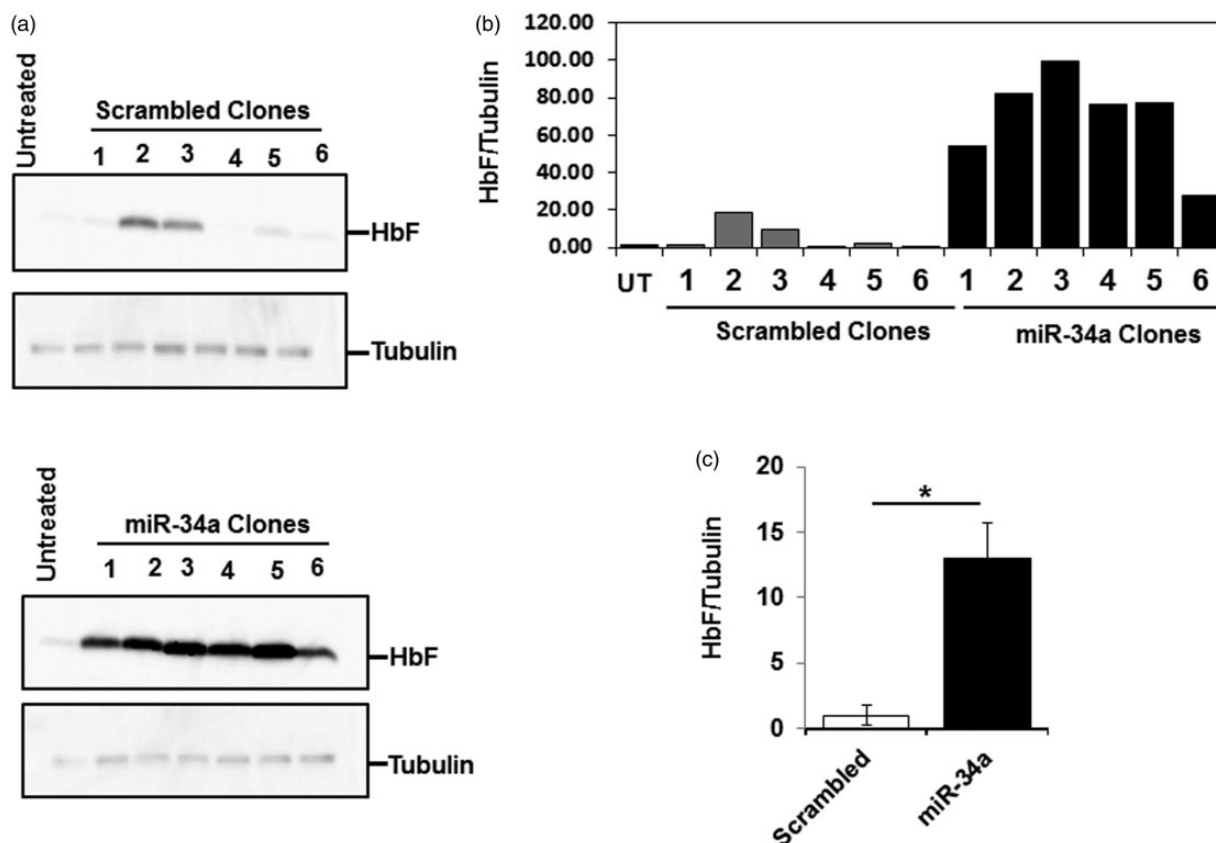 (a)
Untreated
Scrambled Clones
1 2 3 4 5 6
HbF
Tubulin
Untreated
miR-34a Clones
1 2 3 4 5 6
HbF
Tubulin
(b)
HbF/Tubulin
120.00
100.00
80.00
60.00
40.00
20.00
0.00
UT 1 2 3 4 5 6 1 2 3 4 5 6
Scrambled Clones miR-34a Clones
(c)
HbF/Tubulin
20
15
10
5
0
*
Scrambled
miR-34a